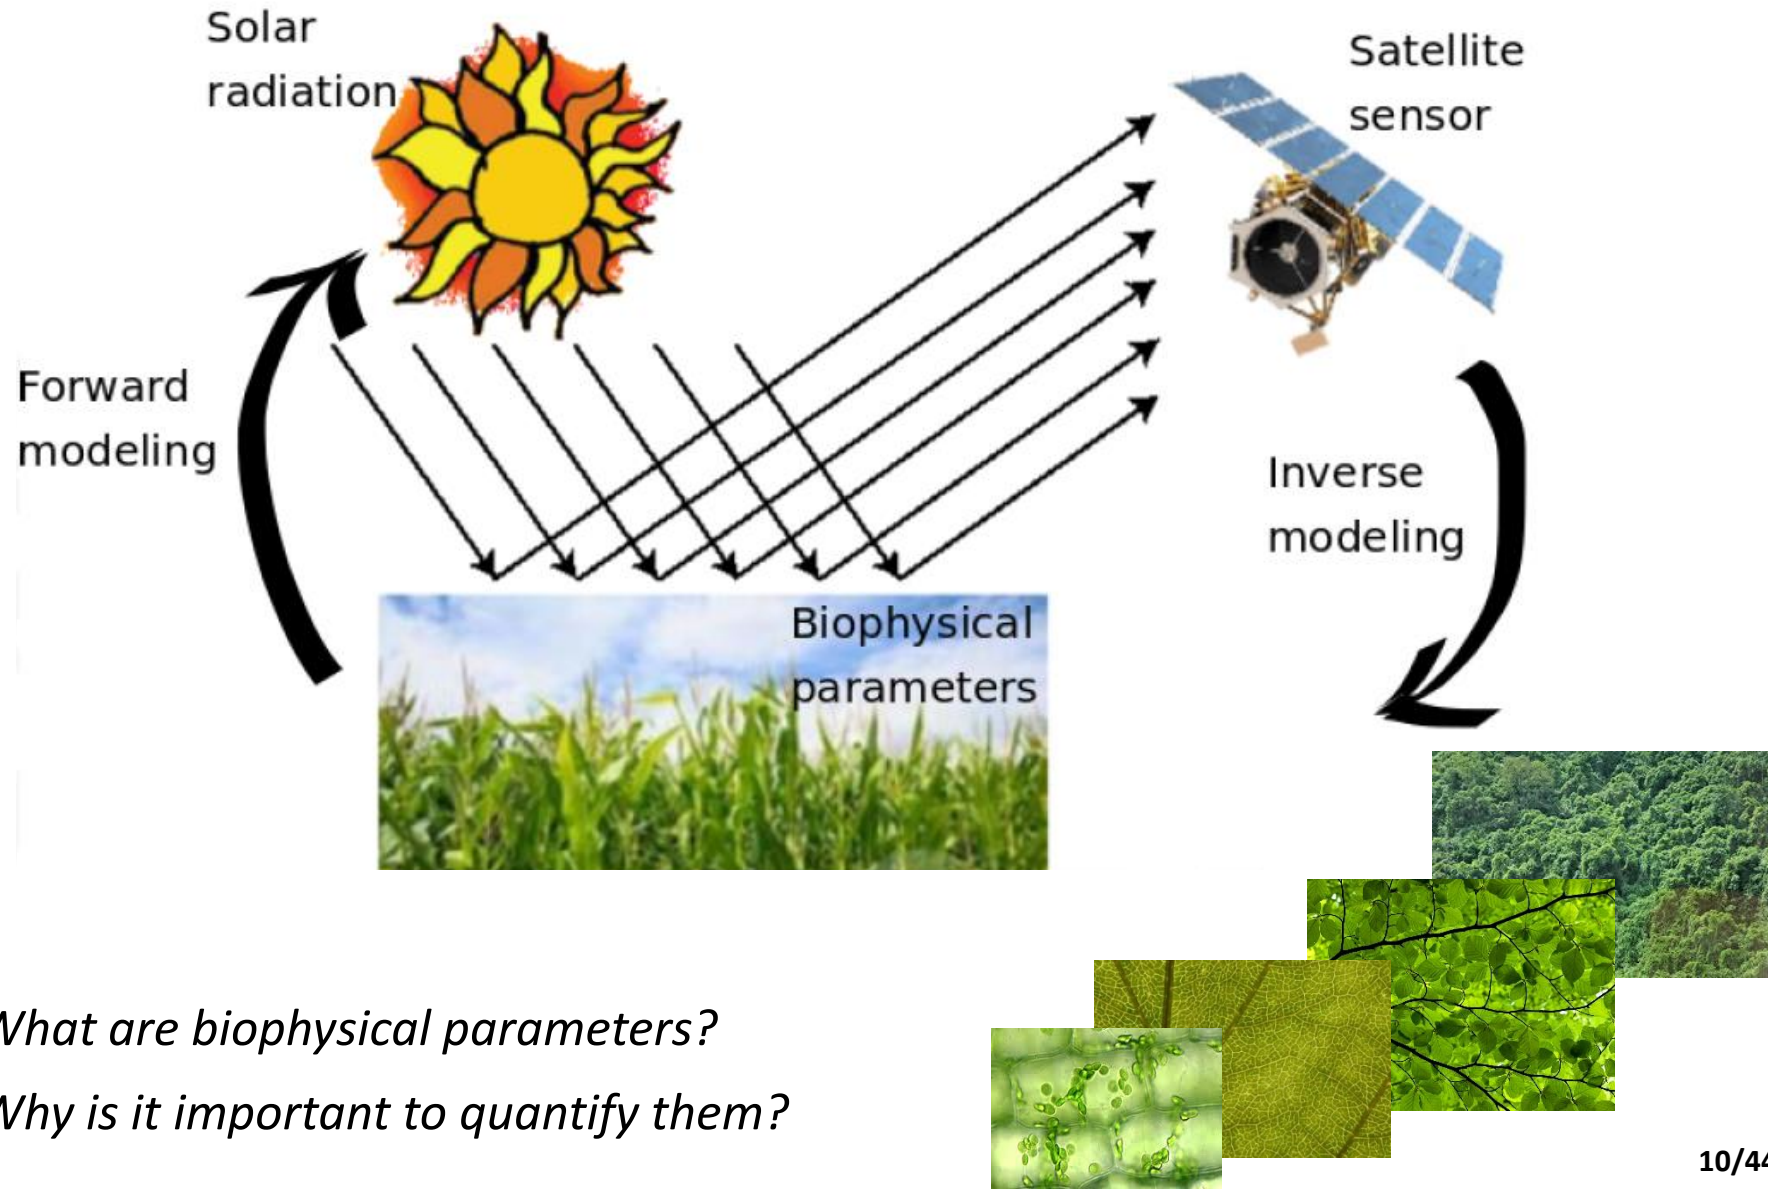 Solar
radiation
Satellite
sensor
Forward
modeling
Inverse
modeling
Biophysical
parameters
What are biophysical parameters?
Why is it important to quantify them?
10/44